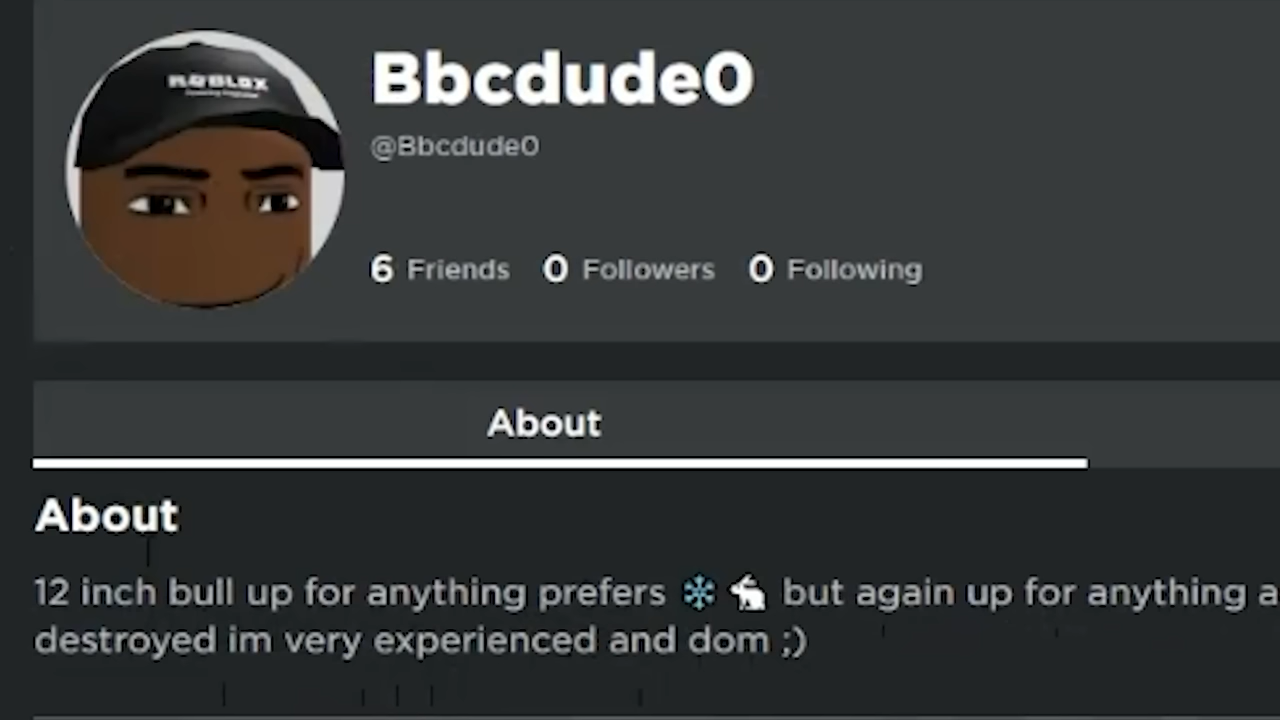 ROBLOX
Bbcdude0
@Bbcdude0
6 Friends 0 Followers 0 Following
About
About
12 inch bull up for anything prefers ❄️ 🐇 but again up for anything a
destroyed im very experienced and dom ;)